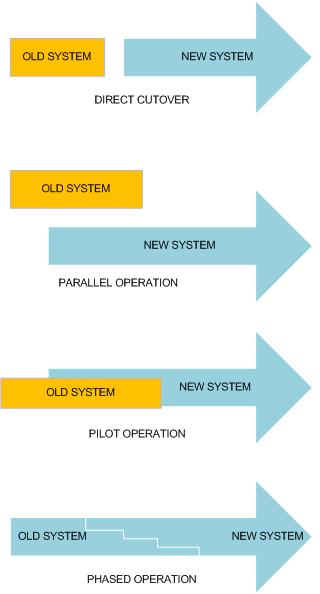 OLD SYSTEM NEW SYSTEM
DIRECT CUTOVER
OLD SYSTEM
NEW SYSTEM
PARALLEL OPERATION
NEW SYSTEM
OLD SYSTEM
PILOT OPERATION
OLD SYSTEM NEW SYSTEM
PHASED OPERATION